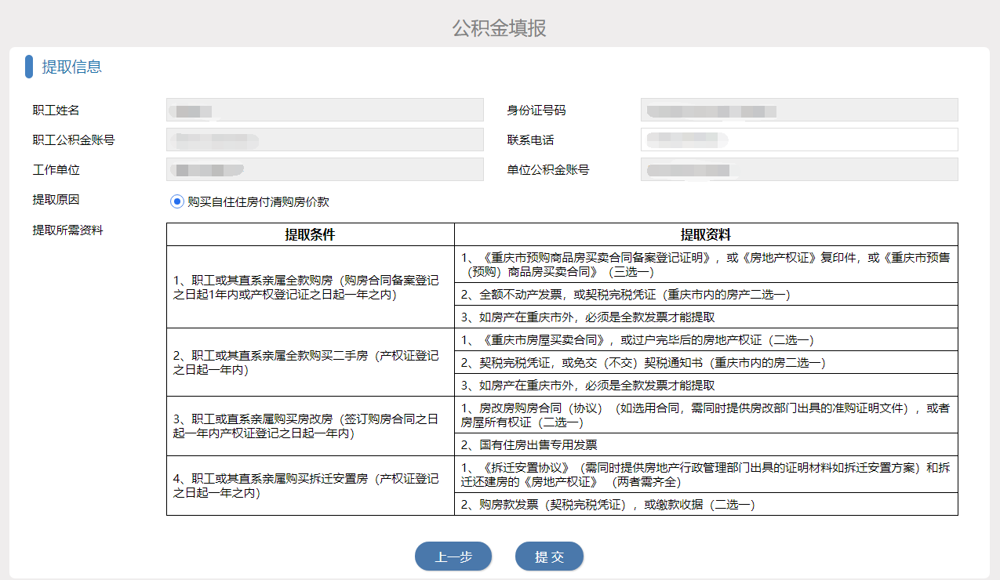 公积金填报
提取信息
职工姓名
身份证号码
职工公积金账号
联系电话
工作单位
单位公积金账号
提取原因
购买自住住房付清购房价款
提取所需资料
提取条件
提取资料
1、职工或其直系亲属全款购房（购房合同备案登记
之日起1年内或产权登记证之日起一年之内）
1、《重庆市预购商品房买卖合同备案登记证明》，或《房地产权证》复印件，或《重庆市预售
（预购）商品房买卖合同》（三选一）
2、全额不动产发票，或契税完税凭证（重庆市内的房产二选一）
3、如房产在重庆市外，必须是全款发票才能提取
2、职工或其直系亲属全款购买二手房（产权证登记
之日起一年内）
1、《重庆市房屋买卖合同》，或过户完毕后的房地产权证（二选一）
2、契税完税凭证，或免交（不交）契税通知书（重庆市内的房二选一）
3、如房产在重庆市外，必须是全款发票才能提取
3、职工或直系亲属购买房改房（签订购房合同之日
起一年内产权证登记之日起一年内）
1、房改房购房合同（协议）（如选用合同，需同时提供房改部门出具的准购证明文件），或者
房屋所有权证（二选一）
2、国有住房出售专用发票
4、职工或其直系亲属购买拆迁安置房（产权证登记
之日起一年之内）
1、《拆迁安置协议》（需同时提供房地产行政管理部门出具的证明材料如拆迁安置方案）和拆
迁还建房的《房地产权证》 （两者需齐全）
2、购房款发票（契税完税凭证），或缴款收据（二选一）
上一步
提 交